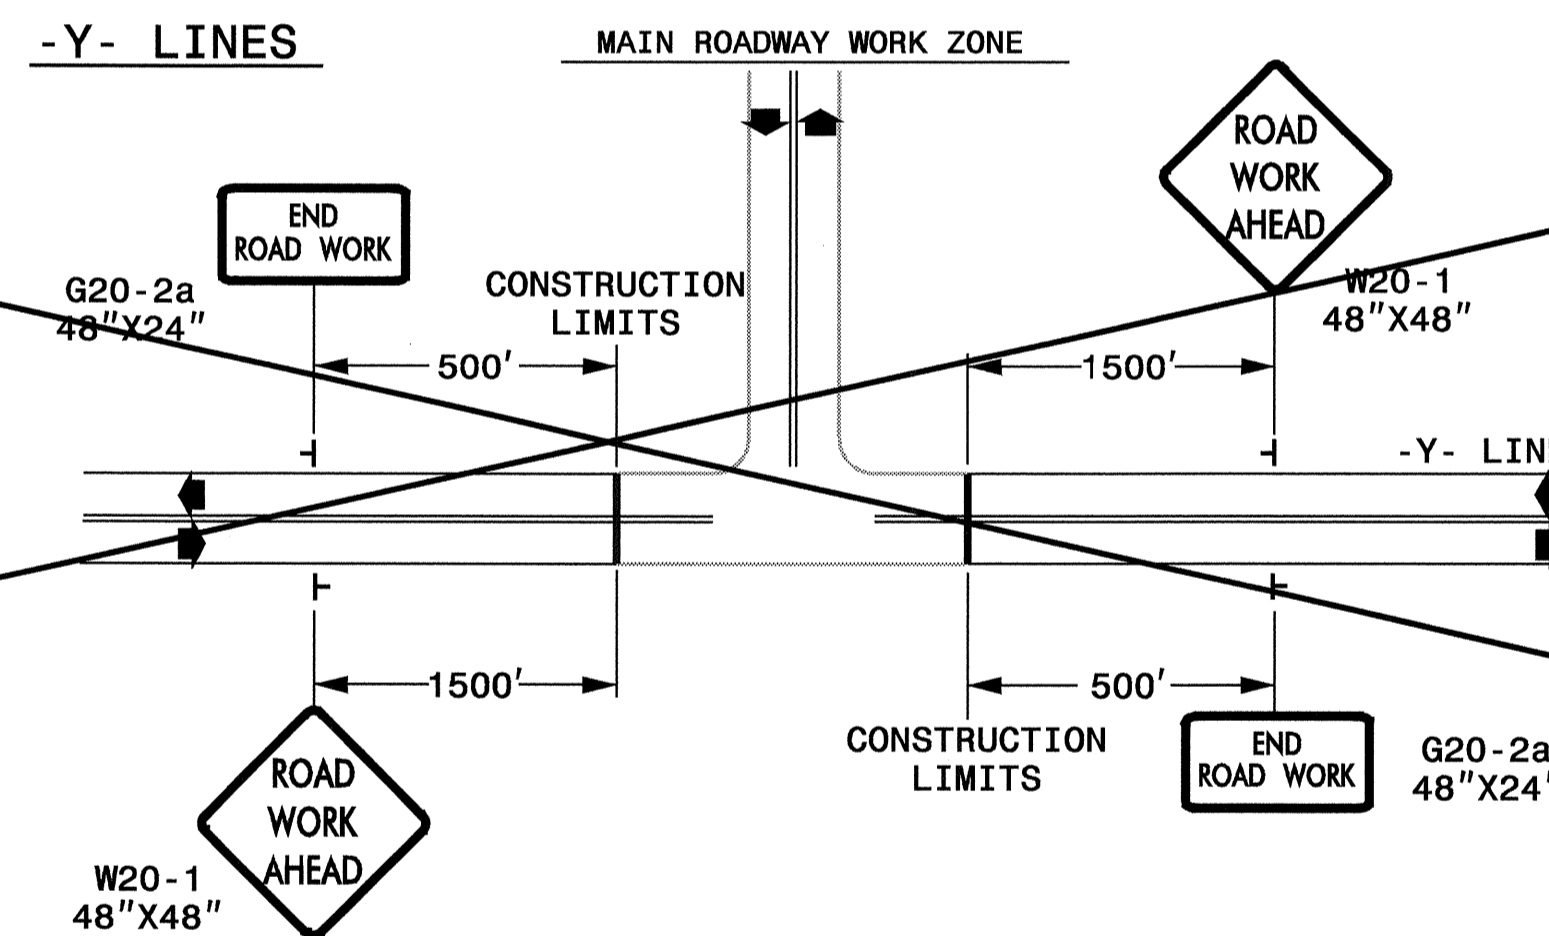 -Y- LINES
MAIN ROADWAY WORK ZONE
ROAD
WORK
AHEAD
END
ROAD WORK
G20-2a
48"X24"
CONSTRUCTION
LIMITS
W20-1
48"X48"
500'
1500'
-Y- LIN
1500'
500'
CONSTRUCTION
LIMITS
END
ROAD WORK
G20-2a
48"X24"
ROAD
WORK
AHEAD
W20-1
48"X48"